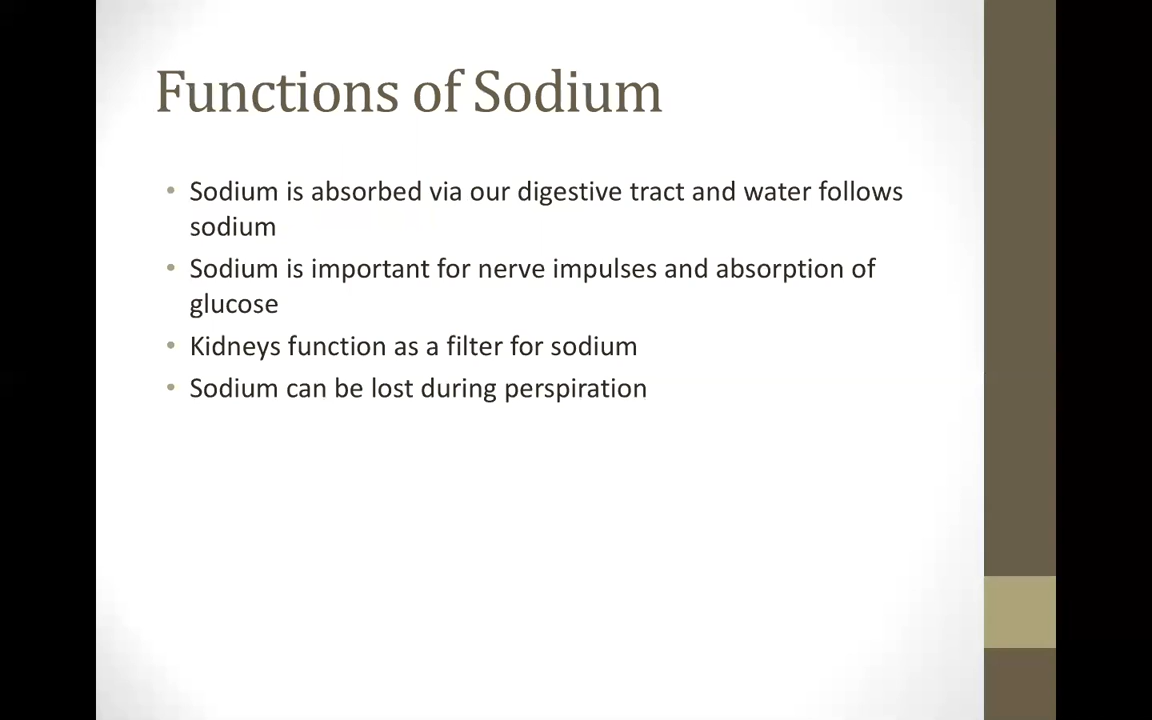 Functions of Sodium
• Sodium is absorbed via our digestive tract and water follows
sodium
• Sodium is important for nerve impulses and absorption of
glucose
• Kidneys function as a filter for sodium
• Sodium can be lost during perspiration